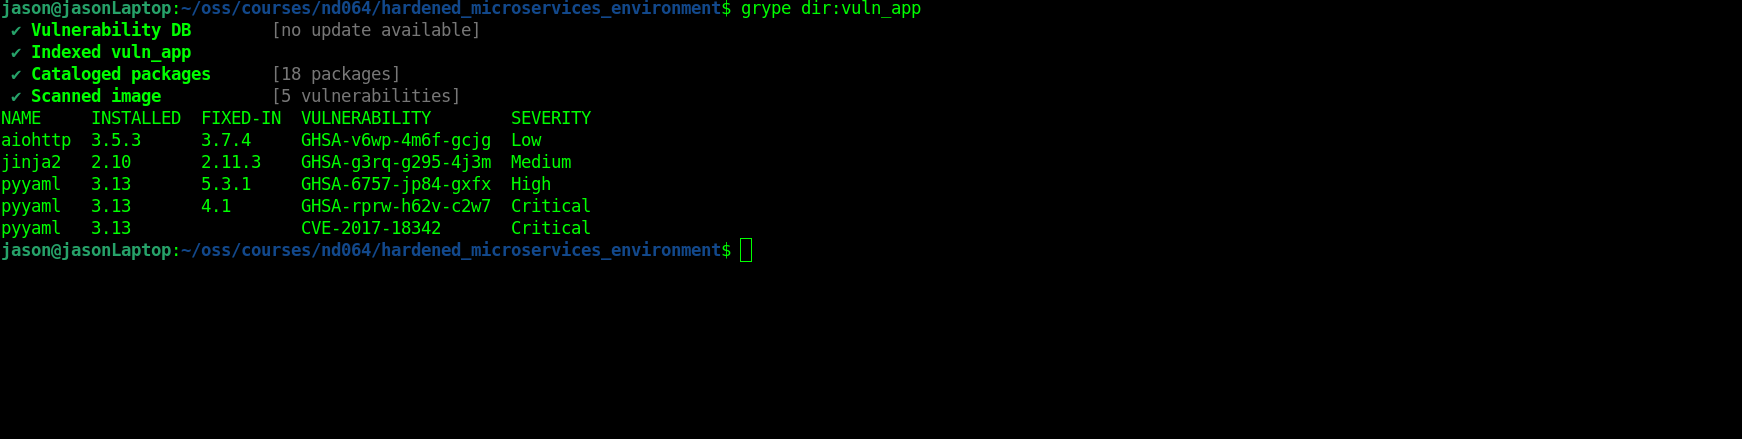 jason@jasonLaptop:~/oss/courses/nd064/hardened_microservices_environment$ grype dir:vuln_app
✔ Vulnerability DB        [no update available]
✔ Indexed vuln_app
✔ Cataloged packages      [18 packages]
✔ Scanned image           [5 vulnerabilities]
NAME     INSTALLED  FIXED-IN  VULNERABILITY        SEVERITY
aiohttp  3.5.3      3.7.4     GHSA-v6wp-4m6f-gcjg  Low
jinja2   2.10       2.11.3    GHSA-g3rq-g295-4j3m  Medium
pyyaml   3.13       5.3.1     GHSA-6757-jp84-gxfx  High
pyyaml   3.13       4.1       GHSA-rprw-h62v-c2w7  Critical
pyyaml   3.13                 CVE-2017-18342       Critical
jason@jasonLaptop:~/oss/courses/nd064/hardened_microservices_environment$